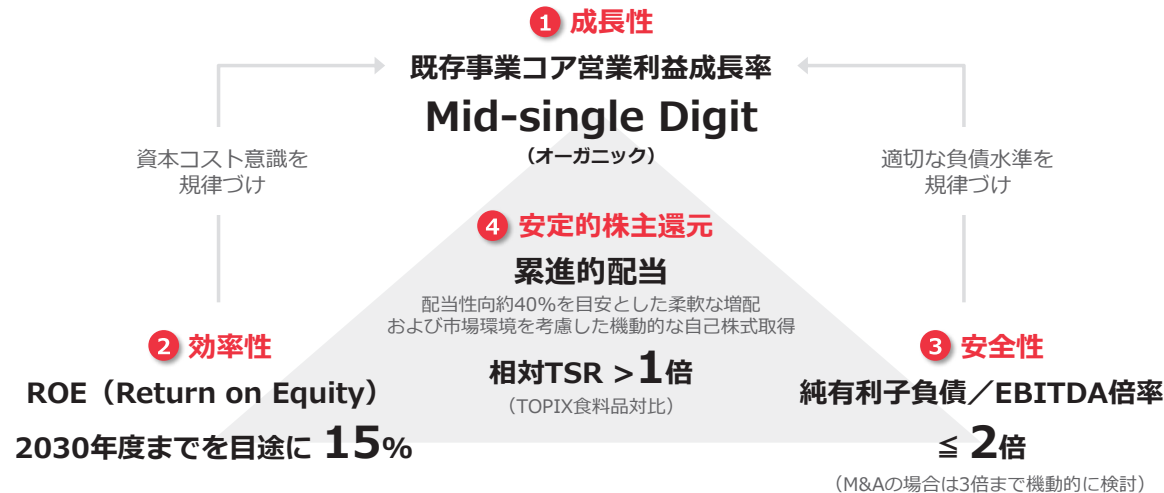 1 成長性
既存事業コア営業利益成長率
Mid-single Digit
（オーガニック）
資本コスト意識を
規律づけ
適切な負債水準を
規律づけ
4 安定的株主還元
累進的配当
配当性向約40%を目安とした柔軟な増配
および市場環境を考慮した機動的な自己株式取得
相対TSR >1倍
（TOPIX食料品対比）
2 効率性
ROE（Return on Equity）
2030年度までを目途に 15%
3 安全性
純有利子負債／EBITDA倍率
≦ 2倍
（M&Aの場合は3倍まで機動的に検討）